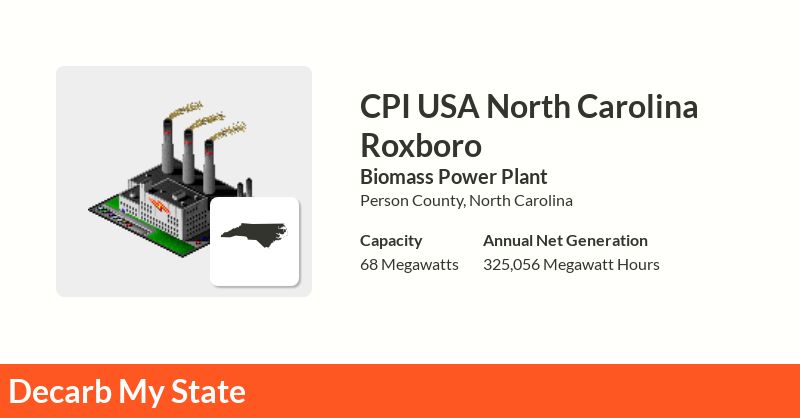 CPI USA North Carolina
Roxboro
Biomass Power Plant
Person County, North Carolina
Capacity
68 Megawatts
Annual Net Generation
325,056 Megawatt Hours
Decarb My State